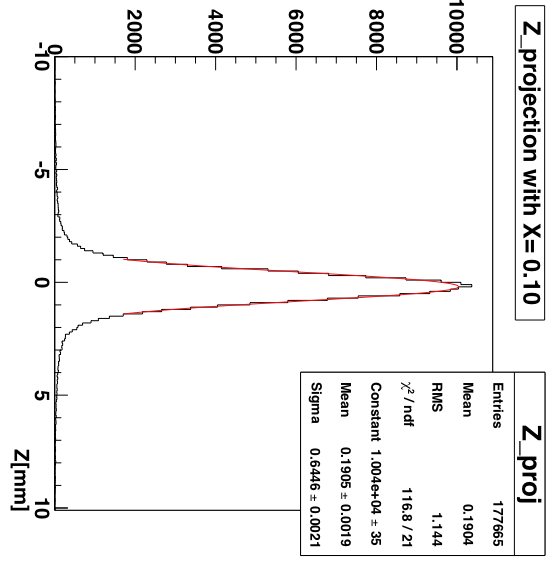 Z_projection with X= 0.10
Z_proj
Entries 177665
Mean 0.1904
RMS 1.144
χ² / ndf 116.8 / 21
Constant 1.004e+04 ± 35
Mean 0.1905 ± 0.0019
Sigma 0.6446 ± 0.0021
10000
8000
6000
4000
2000
0
-10
-5
0
5
10
Z[mm]